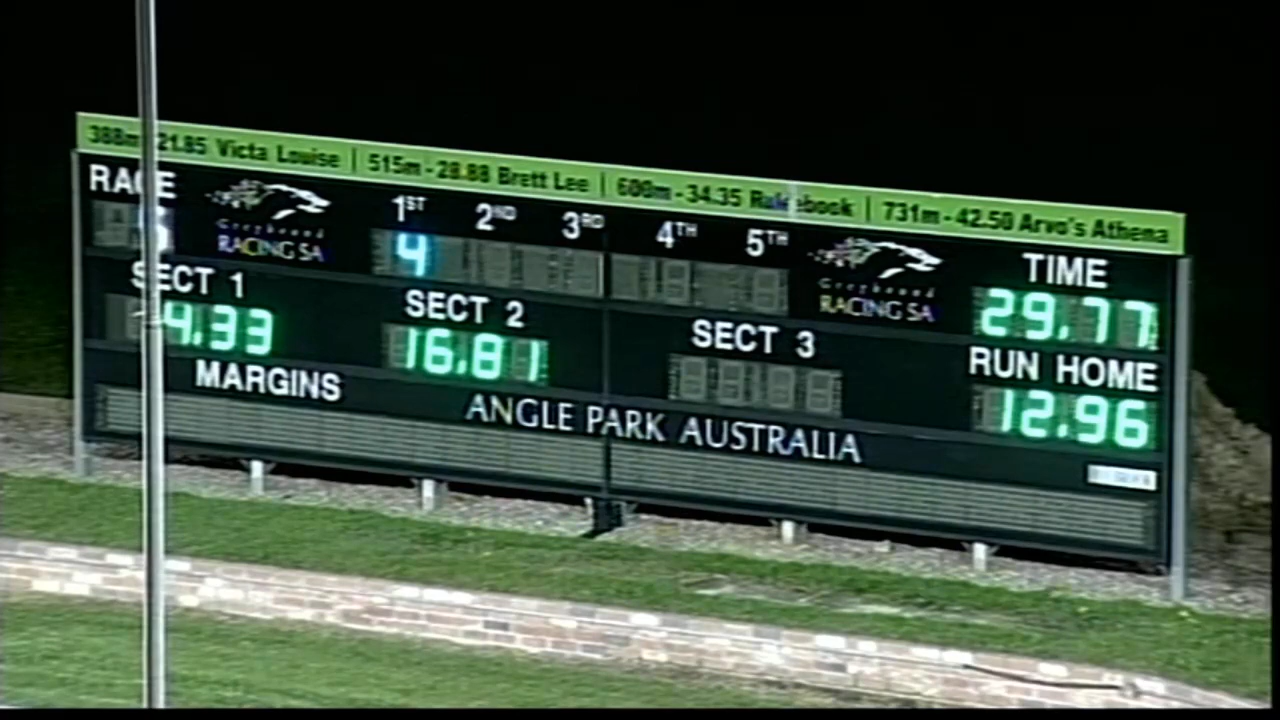 388m 21.85 Victa Louise | 515m - 28.88 Brett Lee | 600m - 34.35 Rulebook | 731m - 42.50 Arvo's Athena
RACE
Greyhound
RACING SA
1ST 2ND 3RD 4TH 5TH
4
Greyhound
RACING SA
TIME
29.77
SECT 1
4.33
SECT 2
16.81
SECT 3
RUN HOME
12.96
MARGINS
ANGLE PARK AUSTRALIA